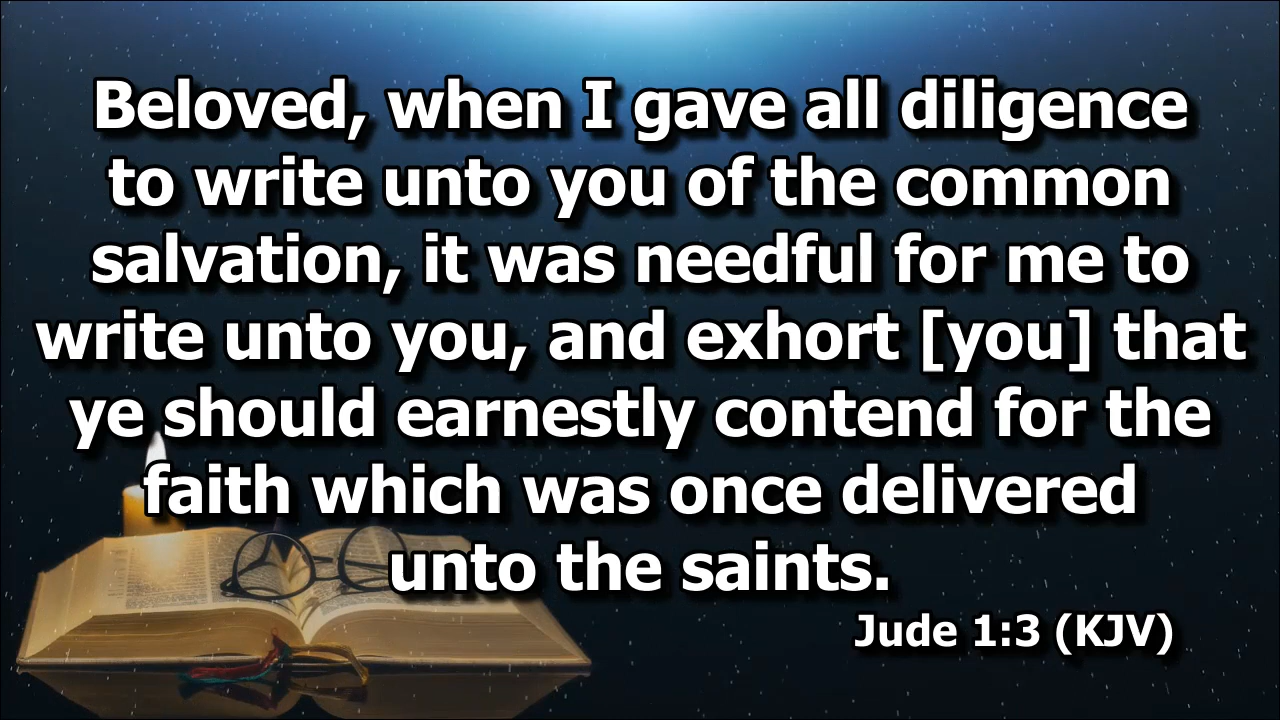 Beloved, when I gave all diligence
to write unto you of the common
salvation, it was needful for me to
write unto you, and exhort [you] that
ye should earnestly contend for the
faith which was once delivered
unto the saints.
Jude 1:3 (KJV)